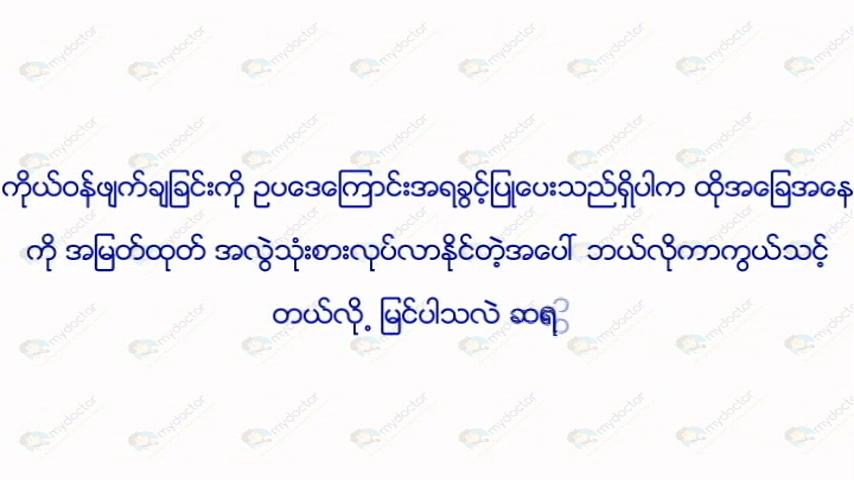 ကိုယ်ဝန်ဖျက်ချခြင်းကို ဥပဒေကြောင်းအရခွင့်ပြုပေးသည်ရှိပါက ထိုအခြေအနေ
ကို အမြတ်ထုတ် အလွဲသုံးစားလုပ်လာနိုင်တဲ့အပေါ် ဘယ်လိုကာကွယ်သင့်
တယ်လို့ မြင်ပါသလဲ ဆရ